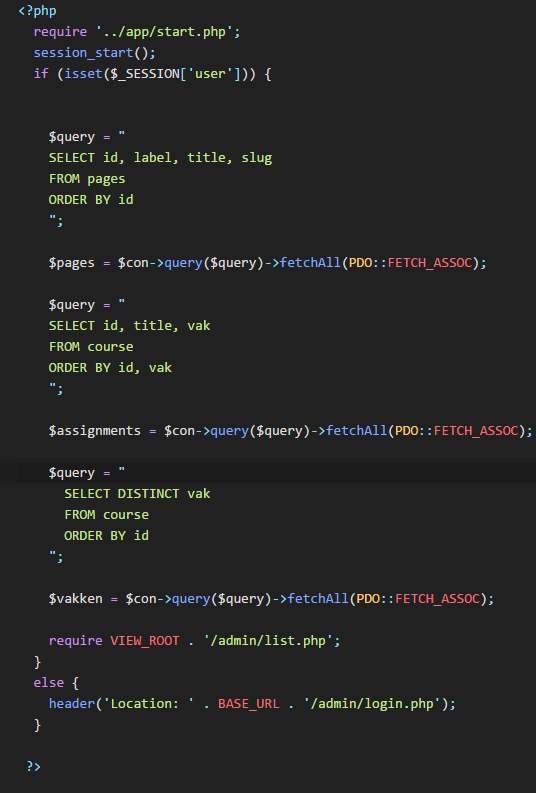 <?php
require '../app/start.php';
session_start();
if (isset($_SESSION['user'])) {
$query = "
SELECT id, label, title, slug
FROM pages
ORDER BY id
";
$pages = $con->query($query)->fetchAll(PDO::FETCH_ASSOC);
$query = "
SELECT id, title, vak
FROM course
ORDER BY id, vak
";
$assignments = $con->query($query)->fetchAll(PDO::FETCH_ASSOC);
$query = "
SELECT DISTINCT vak
FROM course
ORDER BY id
";
$vakken = $con->query($query)->fetchAll(PDO::FETCH_ASSOC);
require VIEW_ROOT . '/admin/list.php';
}
else {
header('Location: ' . BASE_URL . '/admin/login.php');
}
?>